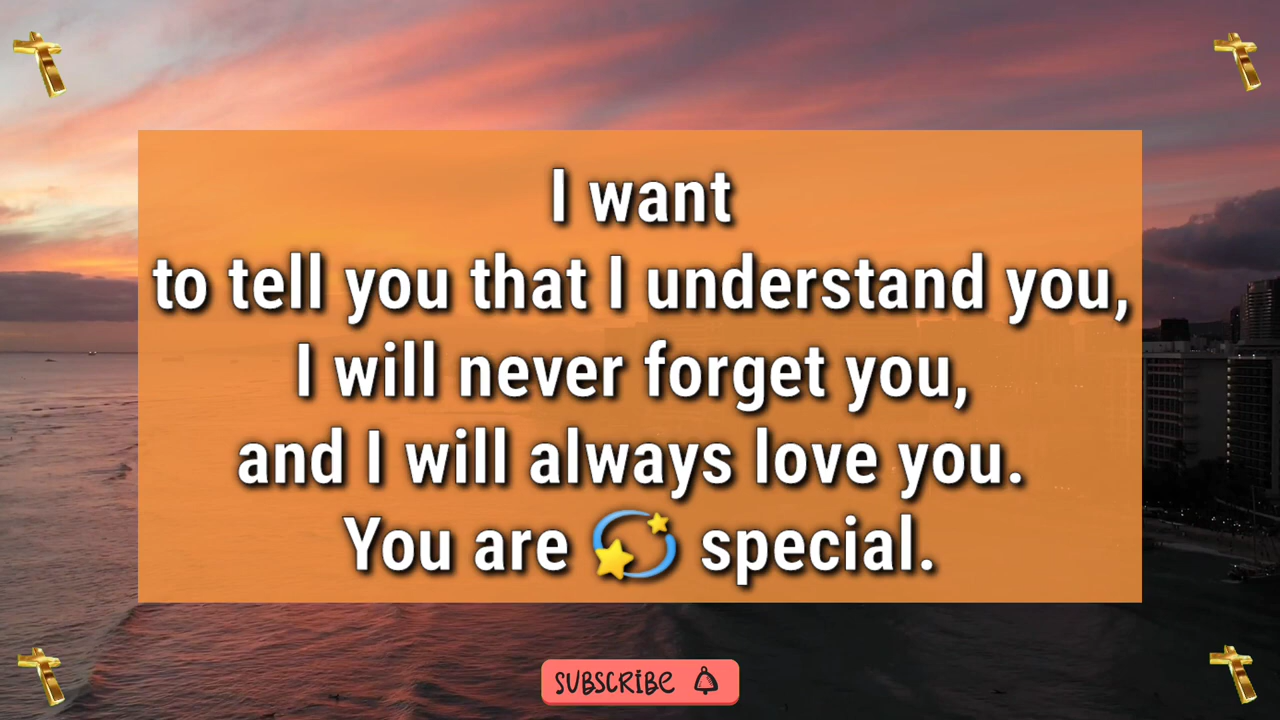 I want
to tell you that I understand you,
I will never forget you,
and I will always love you.
You are 💫 special.
SUBSCRIBE